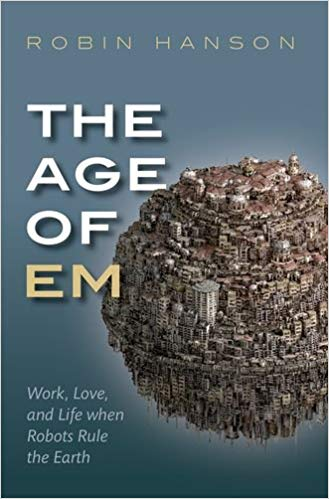 ROBIN HANSON
THE
AGE
OF
EM
Work, Love,
and Life when
Robots Rule
the Earth